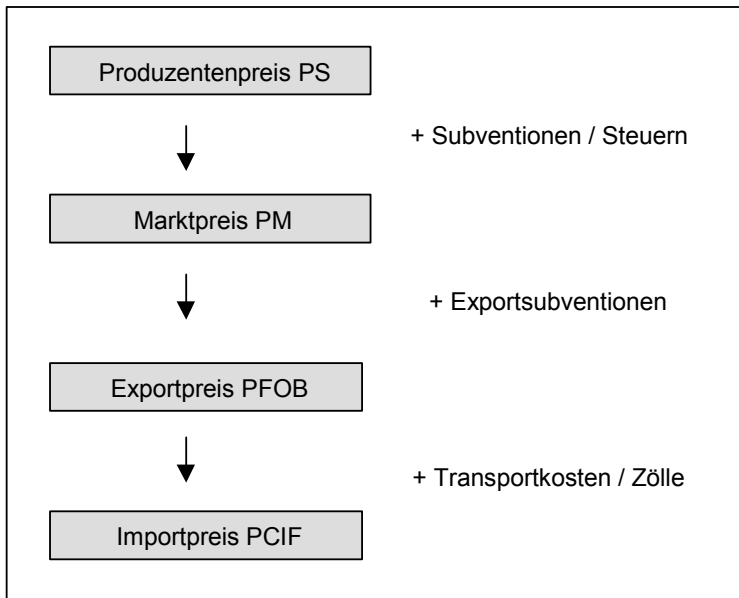 Produzentenpreis PS
+ Subventionen / Steuern
Marktpreis PM
+ Exportsubventionen
Exportpreis PFOB
+ Transportkosten / Zölle
Importpreis PCIF